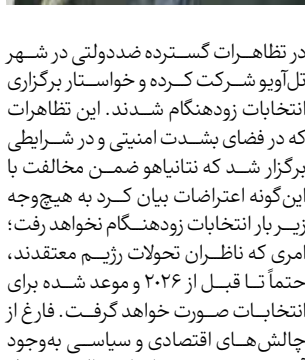 در تظاهرات گسترده ضددولتی در شهر
تل‌آویو شرکت کرده و خواستار برگزاری
انتخابات زودهنگام شدند. این تظاهرات
که در فضای بشدت امنیتی و در شرایطی
برگزار شد که نتانیاهو ضمن مخالفت با
این‌گونه اعتراضات بیان کرد به هیچ‌وجه
زیر بار انتخابات زودهنگام نخواهد رفت؛
امری که ناظران تحولات رژیم معتقدند،
حتماً تا قبل از ۲۰۲۶ و موعد شده برای
انتخابات صورت خواهد گرفت. فارغ از
چالش‌های اقتصادی و سیاسی به‌وجود